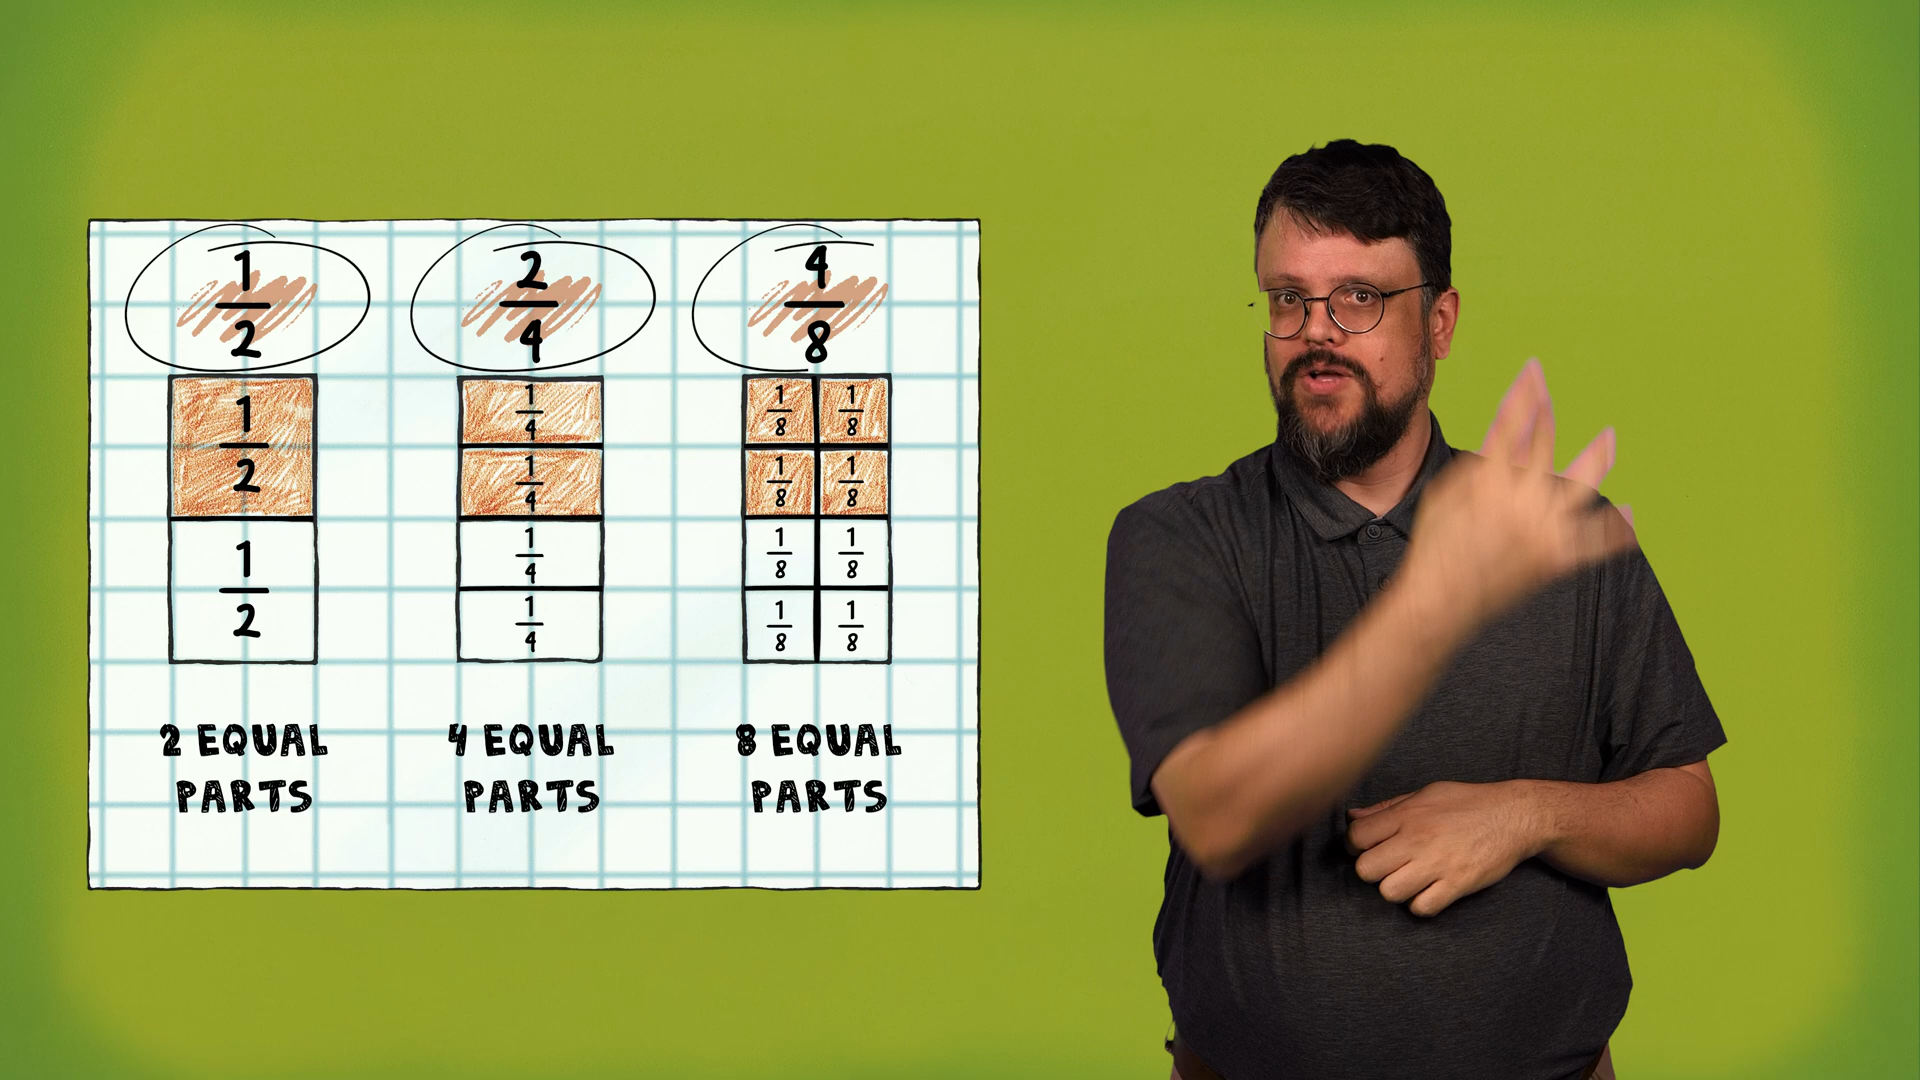 1/2 2/4 4/8
1/2 1/4 1/8 1/8
1/4 1/8 1/8
1/2 1/4 1/8 1/8
1/4 1/8 1/8
2 EQUAL 4 EQUAL 8 EQUAL
PARTS PARTS PARTS